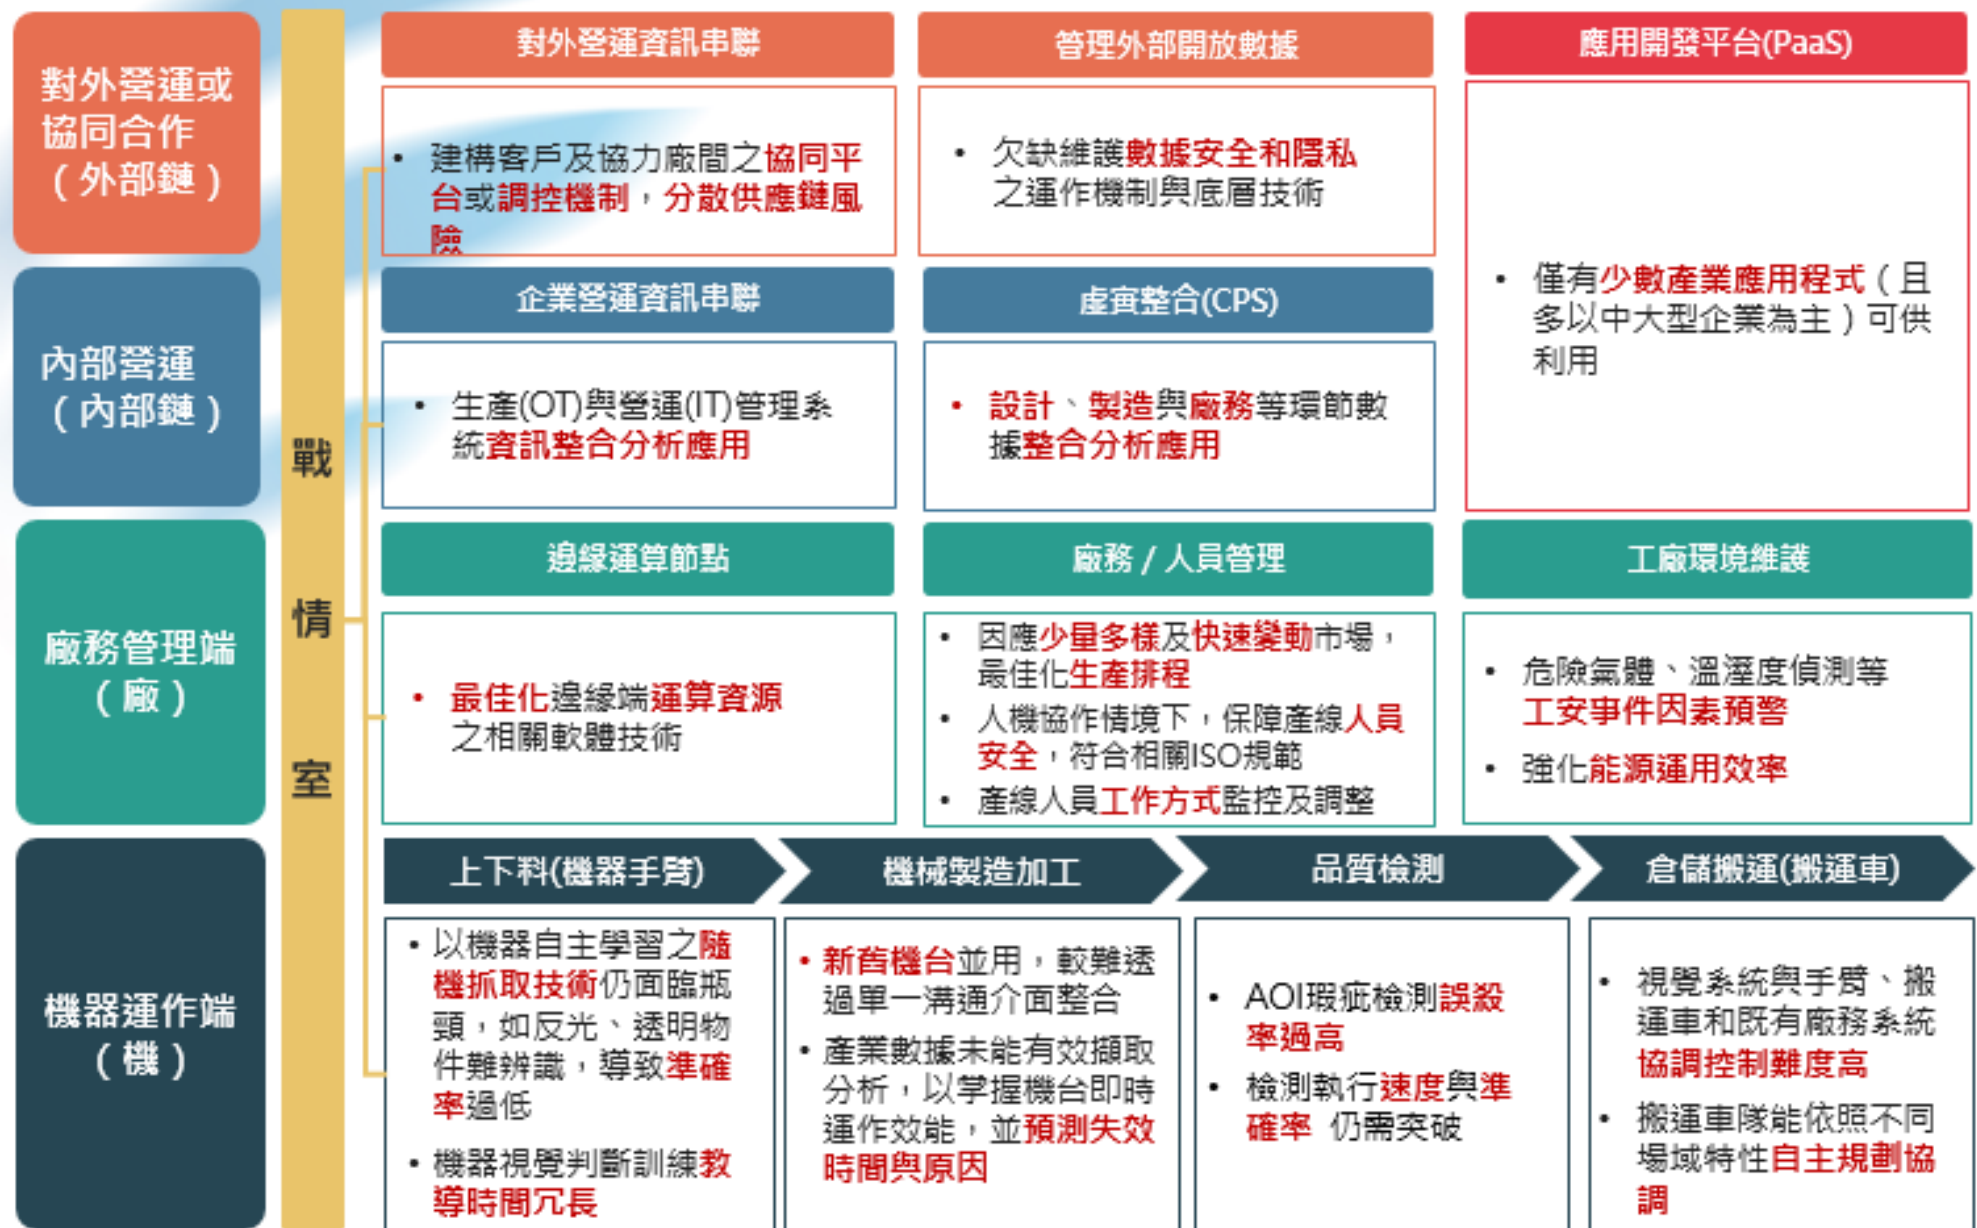 對外營運或
協同合作
（外部鏈）
戰
情
室
對外營運資訊串聯
• 建構客戶及協力廠間之協同平
台或調控機制，分散供應鏈風
險
管理外部開放數據
• 欠缺維護數據安全和隱私
之運作機制與底層技術
應用開發平台(PaaS)
• 僅有少數產業應用程式（且
多以中大型企業為主）可供
利用
內部營運
（內部鏈）
企業營運資訊串聯
• 生產(OT)與營運(IT)管理系
統資訊整合分析應用
虛實整合(CPS)
• 設計、製造與廠務等環節數
據整合分析應用
廠務管理端
（廠）
邊緣運算節點
• 最佳化邊緣端運算資源
之相關軟體技術
廠務 / 人員管理
• 因應少量多樣及快速變動市場，
最佳化生產排程
• 人機協作情境下，保障產線人員
安全，符合相關ISO規範
• 產線人員工作方式監控及調整
工廠環境維護
• 危險氣體、溫溼度偵測等
工安事件因素預警
• 強化能源運用效率
機器運作端
（機）
上下料(機器手臂)
• 以機器自主學習之隨
機抓取技術仍面臨瓶
頸，如反光、透明物
件難辨識，導致準確
率過低
• 機器視覺判斷訓練教
導時間冗長
機械製造加工
• 新舊機台並用，較難透
過單一溝通介面整合
• 產業數據未能有效擷取
分析，以掌握機台即時
運作效能，並預測失效
時間與原因
品質檢測
• AOI瑕疵檢測誤殺
率過高
• 檢測執行速度與準
確率 仍需突破
倉儲搬運(搬運車)
• 視覺系統與手臂、搬
運車和既有廠務系統
協調控制難度高
• 搬運車隊能依照不同
場域特性自主規劃協
調